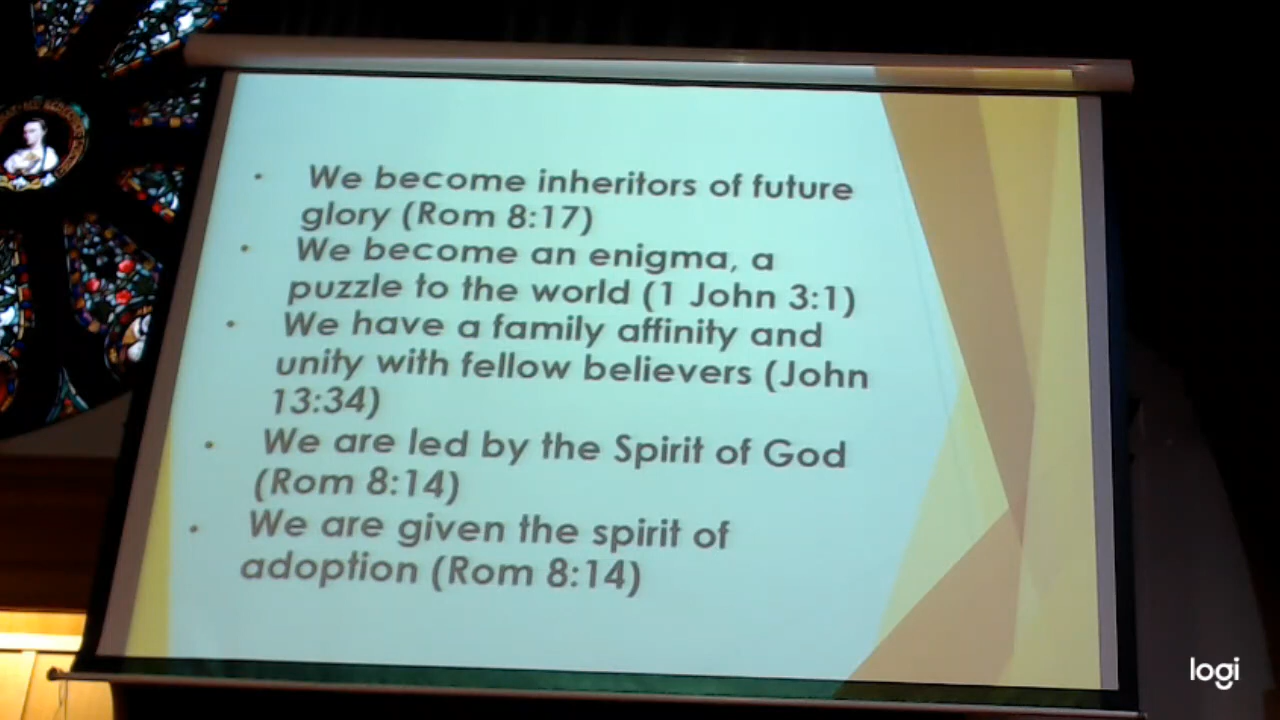 • We become inheritors of future
glory (Rom 8:17)
• We become an enigma, a
puzzle to the world (1 John 3:1)
• We have a family affinity and
unity with fellow believers (John
13:34)
• We are led by the Spirit of God
(Rom 8:14)
• We are given the spirit of
adoption (Rom 8:14)
logi